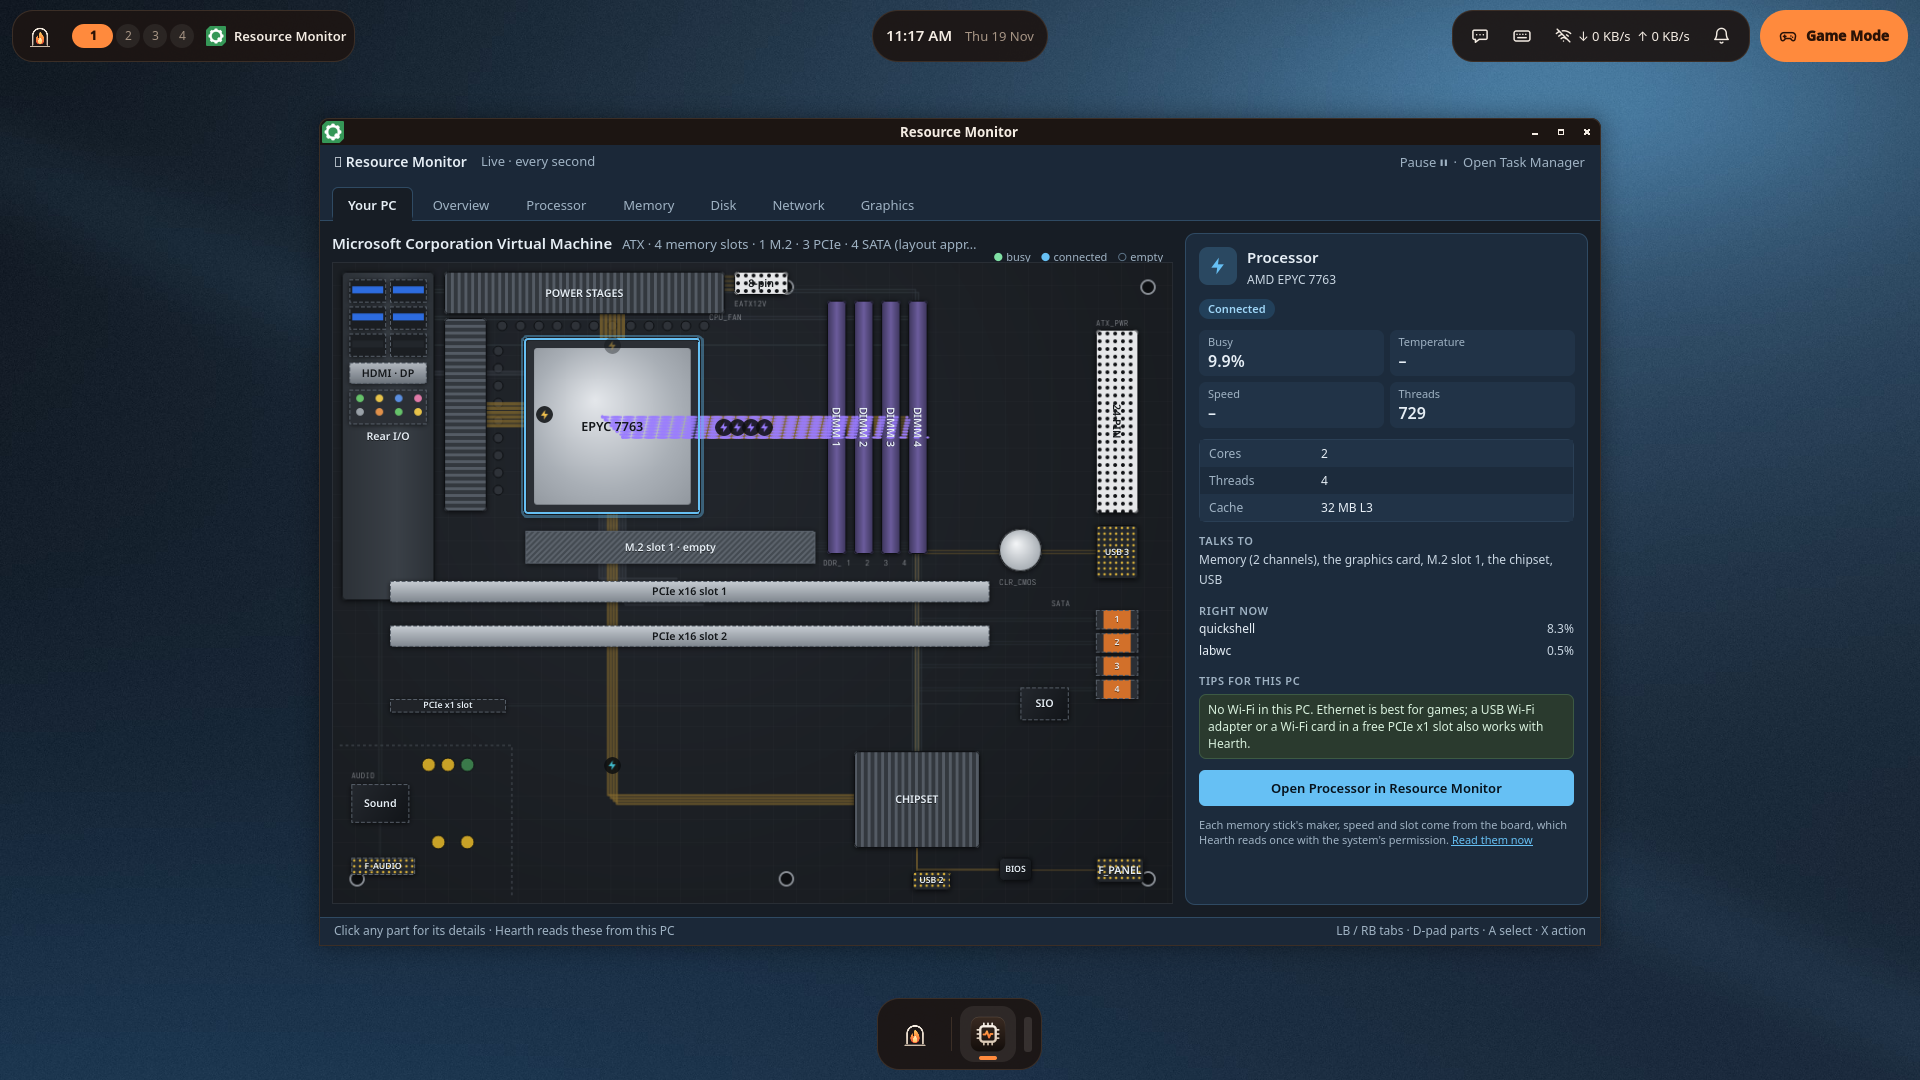 1 2 3 4 Resource Monitor
11:17 AM Thu 19 Nov
↓ 0 KB/s ↑ 0 KB/s
Game Mode
Resource Monitor
Resource Monitor Live · every second
Pause · Open Task Manager
Your PC Overview Processor Memory Disk Network Graphics
Microsoft Corporation Virtual Machine ATX · 4 memory slots · 1 M.2 · 3 PCIe · 4 SATA (layout appr…
busy connected empty
POWER STAGES
8-pin
EATX12V
CPU_FAN
ATX_PWR
HDMI · DP
Rear I/O
EPYC 7763
DIMM 1
DIMM 2
DIMM 3
DIMM 4
24-PIN
M.2 slot 1 · empty
DDR_ 1 2 3 4
USB 3
CLR_CMOS
PCIe x16 slot 1
SATA
1
2
3
4
PCIe x16 slot 2
PCIe x1 slot
SIO
AUDIO
Sound
CHIPSET
F_AUDIO
USB 2
BIOS
F_PANEL
Processor
AMD EPYC 7763
Connected
Busy
9.9%
Temperature
–
Speed
–
Threads
729
Cores 2
Threads 4
Cache 32 MB L3
TALKS TO
Memory (2 channels), the graphics card, M.2 slot 1, the chipset,
USB
RIGHT NOW
quickshell 8.3%
labwc 0.5%
TIPS FOR THIS PC
No Wi-Fi in this PC. Ethernet is best for games; a USB Wi-Fi
adapter or a Wi-Fi card in a free PCIe x1 slot also works with
Hearth.
Open Processor in Resource Monitor
Each memory stick's maker, speed and slot come from the board, which
Hearth reads once with the system's permission. Read them now
Click any part for its details · Hearth reads these from this PC
LB / RB tabs · D-pad parts · A select · X action